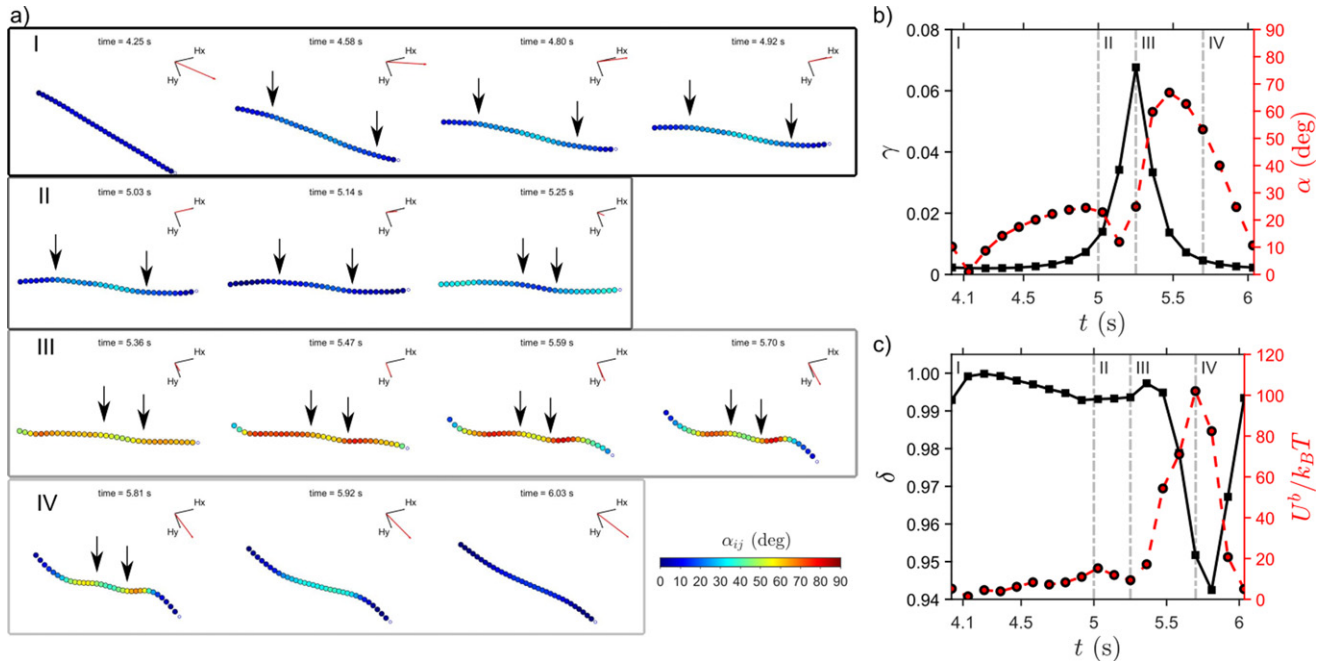 a)
I
time = 4.25 s
time = 4.58 s
time = 4.80 s
time = 4.92 s
Hx
Hy
Hx
Hy
Hx
Hy
Hx
Hy
II
time = 5.03 s
time = 5.14 s
time = 5.25 s
Hx
Hy
Hx
Hy
Hx
Hy
III
time = 5.36 s
time = 5.47 s
time = 5.59 s
time = 5.70 s
Hx
Hy
Hx
Hy
Hx
Hy
Hx
Hy
IV
time = 5.81 s
time = 5.92 s
time = 6.03 s
Hx
Hy
Hx
Hy
Hx
Hy
α_ij (deg)
0 10 20 30 40 50 60 70 80 90
b)
I II III IV
0.08
0.06
0.04
0.02
0
γ
90
80
70
60
50
40
30
20
10
0
α (deg)
4.1 4.5 5 5.5 6
t (s)
c)
I II III IV
1.00
0.99
0.98
0.97
0.96
0.95
0.94
δ
120
100
80
60
40
20
0
U^b/k_BT
4.1 4.5 5 5.5 6
t (s)